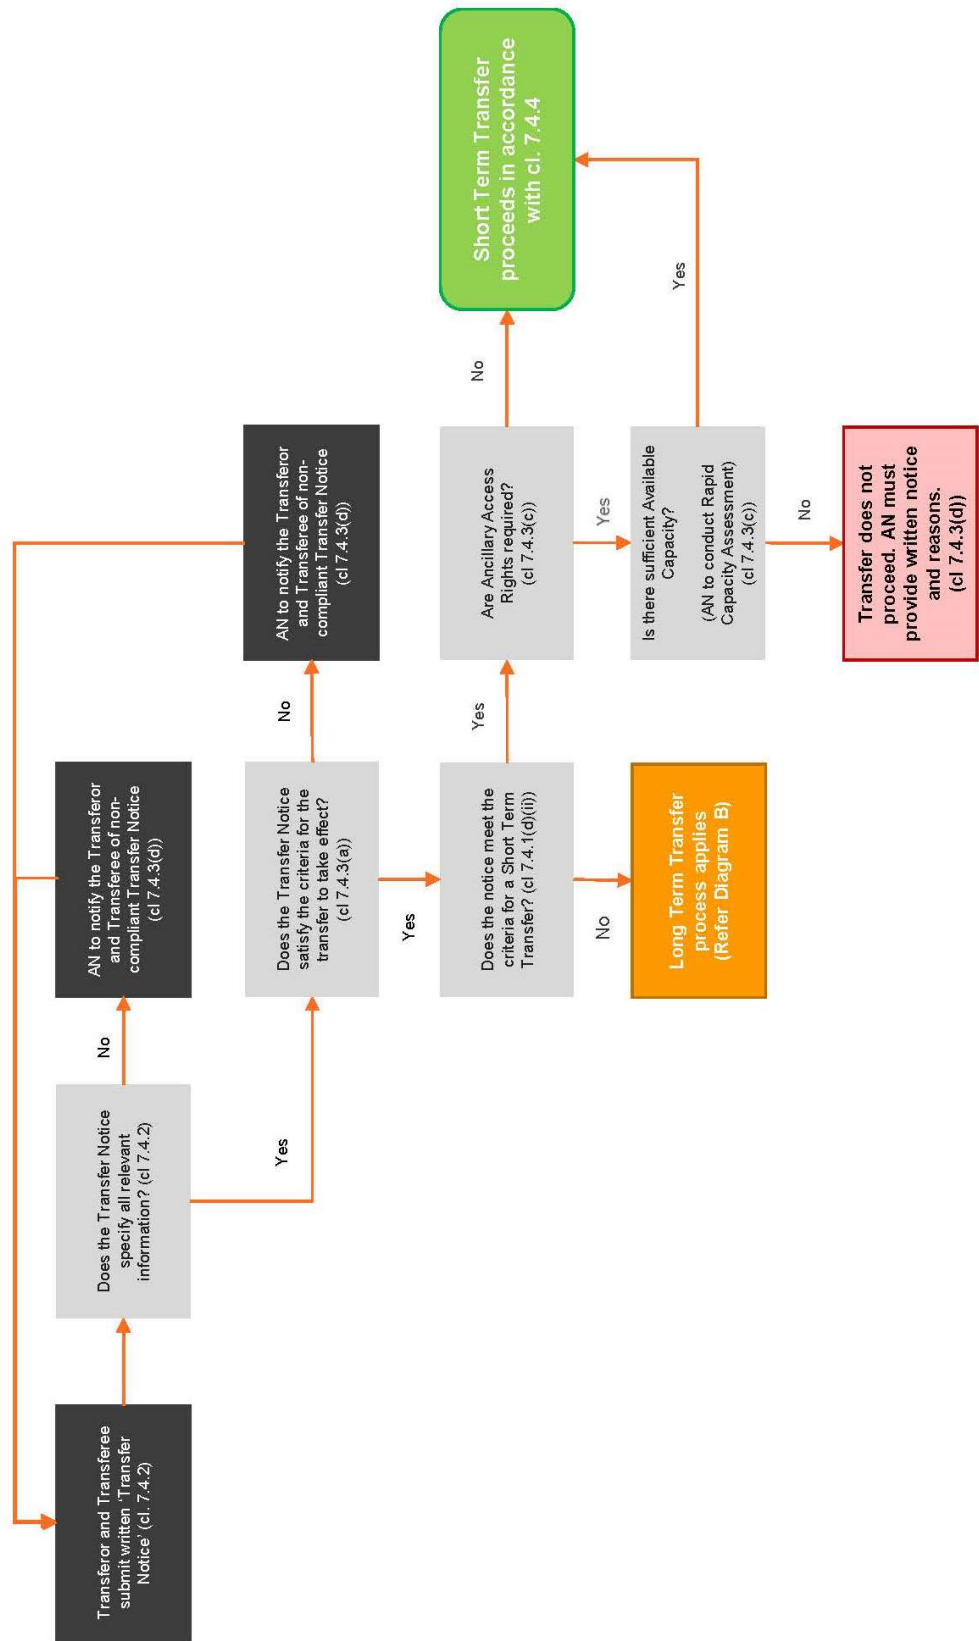 Transferor and Transferee
submit written ‘Transfer
Notice’ (cl. 7.4.2)
Does the Transfer Notice
specify all relevant
information? (cl 7.4.2)
No
AN to notify the Transferor
and Transferee of non-
compliant Transfer Notice
(cl 7.4.3(d))
Yes
Does the Transfer Notice
satisfy the criteria for the
transfer to take effect?
(cl 7.4.3(a))
No
AN to notify the Transferor
and Transferee of non-
compliant Transfer Notice
(cl 7.4.3(d))
Yes
Does the notice meet the
criteria for a Short Term
Transfer? (cl 7.4.1(d)(ii))
Yes
Are Ancillary Access
Rights required?
(cl 7.4.3(c))
No
Short Term Transfer
proceeds in accordance
with cl. 7.4.4
No
Long Term Transfer
process applies
(Refer Diagram B)
Yes
Is there sufficient Available
Capacity?
(AN to conduct Rapid
Capacity Assessment)
(cl 7.4.3(c))
Yes
No
Transfer does not
proceed. AN must
provide written notice
and reasons.
(cl 7.4.3(d))